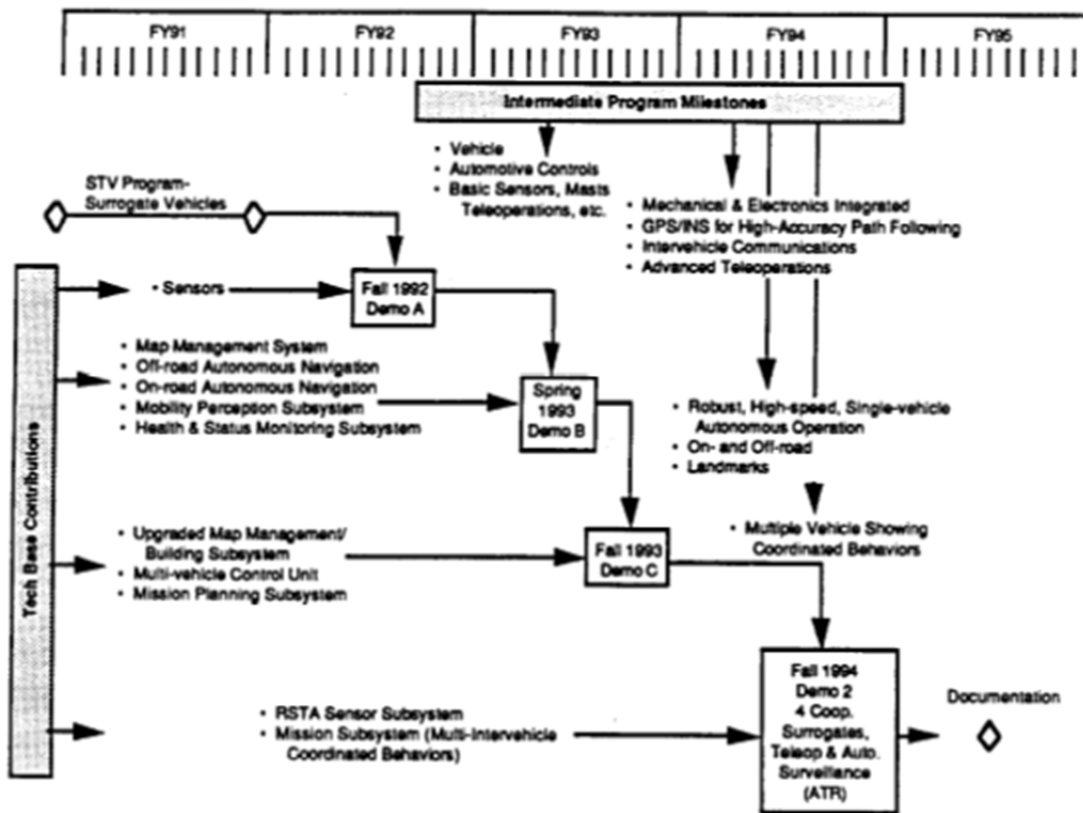 FY91 FY92 FY93 FY94 FY95
Intermediate Program Milestones
• Vehicle
• Automotive Controls
• Basic Sensors, Masts
Teleoperations, etc.
• Mechanical & Electronics Integrated
• GPS/INS for High-Accuracy Path Following
• Intervehicle Communications
• Advanced Teleoperations
STV Program-
Surrogate Vehicles
Tech Base Contributions
• Sensors
Fall 1992
Demo A
• Map Management System
• Off-road Autonomous Navigation
• On-road Autonomous Navigation
• Mobility Perception Subsystem
• Health & Status Monitoring Subsystem
Spring
1993
Demo B
• Robust, High-speed, Single-vehicle
Autonomous Operation
• On- and Off-road
• Landmarks
• Upgraded Map Management/
Building Subsystem
• Multi-vehicle Control Unit
• Mission Planning Subsystem
Fall 1993
Demo C
• Multiple Vehicle Showing
Coordinated Behaviors
• RSTA Sensor Subsystem
• Mission Subsystem (Multi-Intervehicle
Coordinated Behaviors)
Fall 1994
Demo 2
4 Coop.
Surrogates,
Teleop & Auto.
Surveillance
(ATR)
Documentation